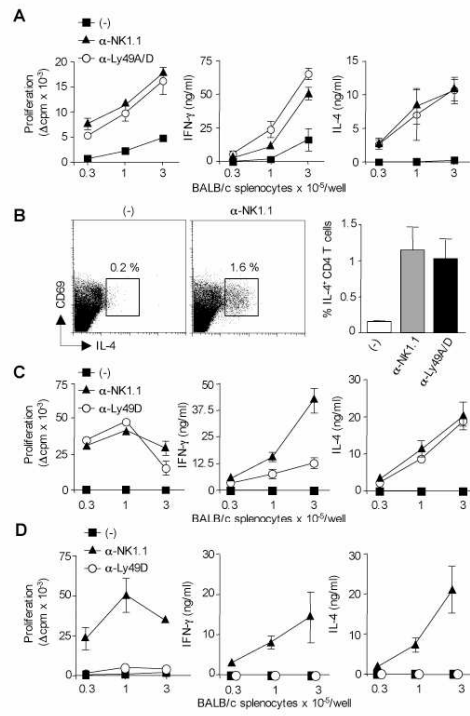 A
(-)
α-NK1.1
α-Ly49A/D
Proliferation
(Δcpm x 10⁻³)
20
15
10
5
0
0.3 1 3
IFN-γ (ng/ml)
80
60
40
20
0
0.3 1 3
IL-4 (ng/ml)
20
15
10
5
0
0.3 1 3
BALB/c splenocytes x 10⁻⁵/well
B
(-) α-NK1.1
0.2 % 1.6 %
CD69
IL-4
% IL-4⁺ CD4 T cells
1.5
1
0.5
0
(-)
α-NK1.1
α-Ly49A/D
C
(-)
α-NK1.1
α-Ly49D
Proliferation
(Δcpm x 10⁻³)
75
50
25
0
0.3 1 3
IFN-γ (ng/ml)
50
37.5
25
12.5
0
0.3 1 3
IL-4 (ng/ml)
30
20
10
0
0.3 1 3
BALB/c splenocytes x 10⁻⁵/well
D
(-)
α-NK1.1
α-Ly49D
Proliferation
(Δcpm x 10⁻³)
75
50
25
0
0.3 1 3
IFN-γ (ng/ml)
30
20
10
0
0.3 1 3
IL-4 (ng/ml)
30
20
10
0
0.3 1 3
BALB/c splenocytes x 10⁻⁵/well